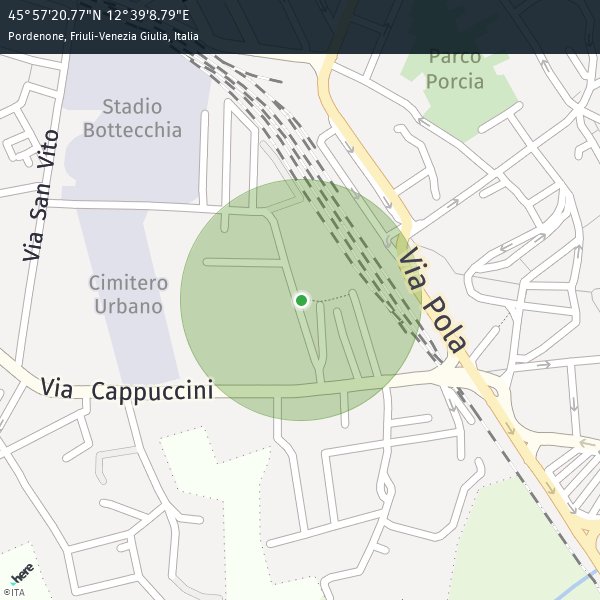 45°57'20.77"N 12°39'8.79"E
Pordenone, Friuli-Venezia Giulia, Italia
Parco
Porcia
Stadio
Bottecchia
Via San Vito
Via Pola
Cimitero
Urbano
Via Cappuccini
here
©ITA